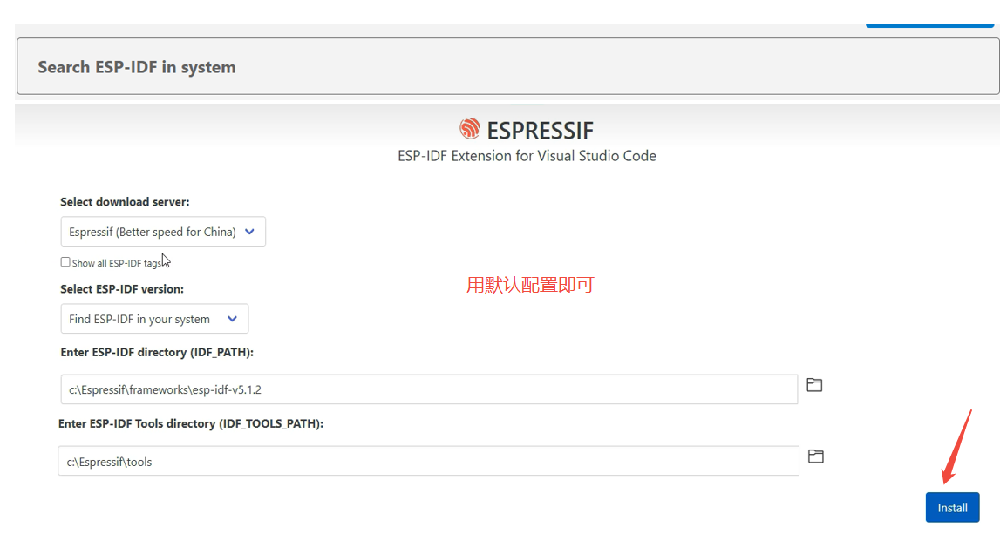 Search ESP-IDF in system
ESPRESSIF
ESP-IDF Extension for Visual Studio Code
Select download server:
Espressif (Better speed for China)
Show all ESP-IDF tags
Select ESP-IDF version:
用默认配置即可
Find ESP-IDF in your system
Enter ESP-IDF directory (IDF_PATH):
c:\Espressif\frameworks\esp-idf-v5.1.2
Enter ESP-IDF Tools directory (IDF_TOOLS_PATH):
c:\Espressif\tools
Install